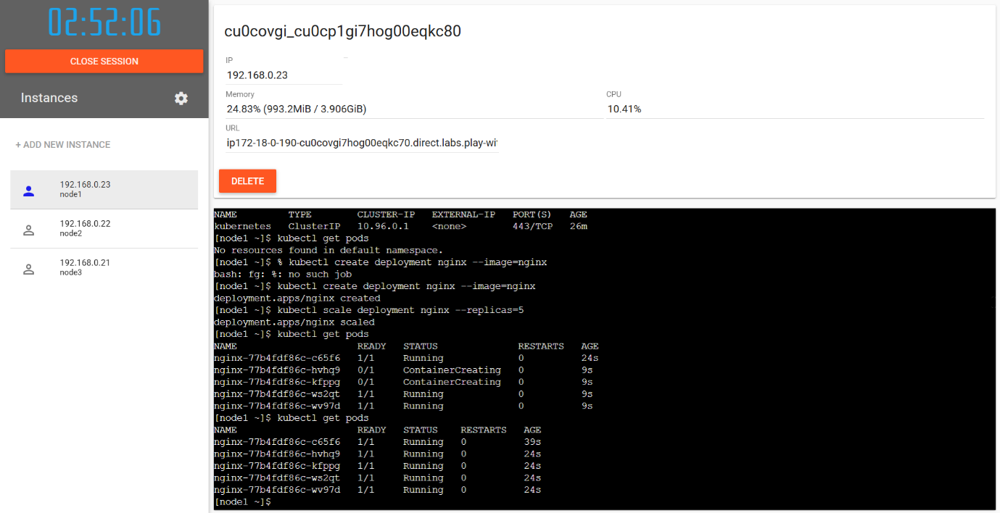 02:52:06
CLOSE SESSION
Instances
+ ADD NEW INSTANCE
192.168.0.23
node1
192.168.0.22
node2
192.168.0.21
node3
cu0covgi_cu0cp1gi7hog00eqkc80
IP
192.168.0.23
Memory CPU
24.83% (993.2MiB / 3.906GiB) 10.41%
URL
ip172-18-0-190-cu0covgi7hog00eqkc70.direct.labs.play-wi
DELETE
NAME TYPE CLUSTER-IP EXTERNAL-IP PORT(S) AGE
kubernetes ClusterIP 10.96.0.1 <none> 443/TCP 26m
[node1 ~]$ kubectl get pods
No resources found in default namespace.
[node1 ~]$ % kubectl create deployment nginx --image=nginx
bash: fg: %: no such job
[node1 ~]$ kubectl create deployment nginx --image=nginx
deployment.apps/nginx created
[node1 ~]$ kubectl scale deployment nginx --replicas=5
deployment.apps/nginx scaled
[node1 ~]$ kubectl get pods
NAME READY STATUS RESTARTS AGE
nginx-77b4fdf86c-c65f6 1/1 Running 0 24s
nginx-77b4fdf86c-hvhq9 0/1 ContainerCreating 0 9s
nginx-77b4fdf86c-kfppg 0/1 ContainerCreating 0 9s
nginx-77b4fdf86c-ws2qt 1/1 Running 0 9s
nginx-77b4fdf86c-wv97d 1/1 Running 0 9s
[node1 ~]$ kubectl get pods
NAME READY STATUS RESTARTS AGE
nginx-77b4fdf86c-c65f6 1/1 Running 0 39s
nginx-77b4fdf86c-hvhq9 1/1 Running 0 24s
nginx-77b4fdf86c-kfppg 1/1 Running 0 24s
nginx-77b4fdf86c-ws2qt 1/1 Running 0 24s
nginx-77b4fdf86c-wv97d 1/1 Running 0 24s
[node1 ~]$